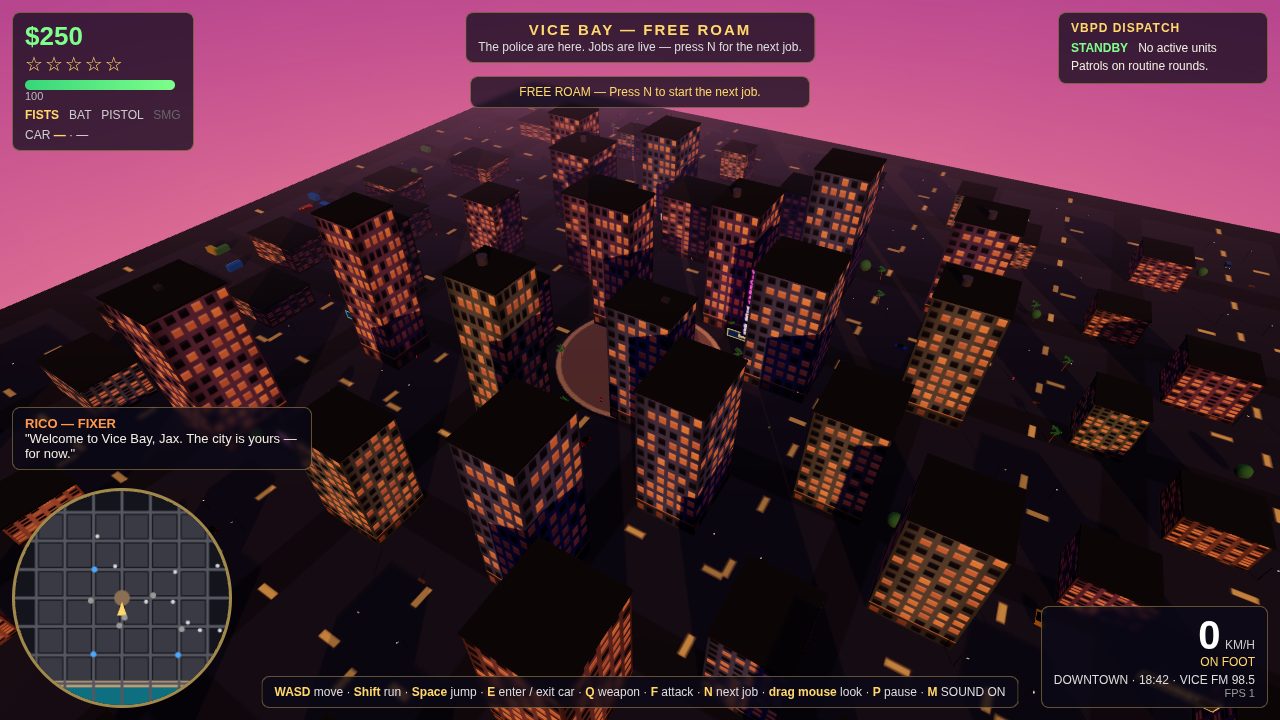 $250
☆☆☆☆☆
100
FISTS BAT PISTOL SMG
CAR — · —
VICE BAY — FREE ROAM
The police are here. Jobs are live — press N for the next job.
FREE ROAM — Press N to start the next job.
VBPD DISPATCH
STANDBY No active units
Patrols on routine rounds.
RICO — FIXER
"Welcome to Vice Bay, Jax. The city is yours —
for now."
WASD move · Shift run · Space jump · E enter / exit car · Q weapon · F attack · N next job · drag mouse look · P pause · M SOUND ON
0 KM/H
ON FOOT
DOWNTOWN · 18:42 · VICE FM 98.5
FPS 1